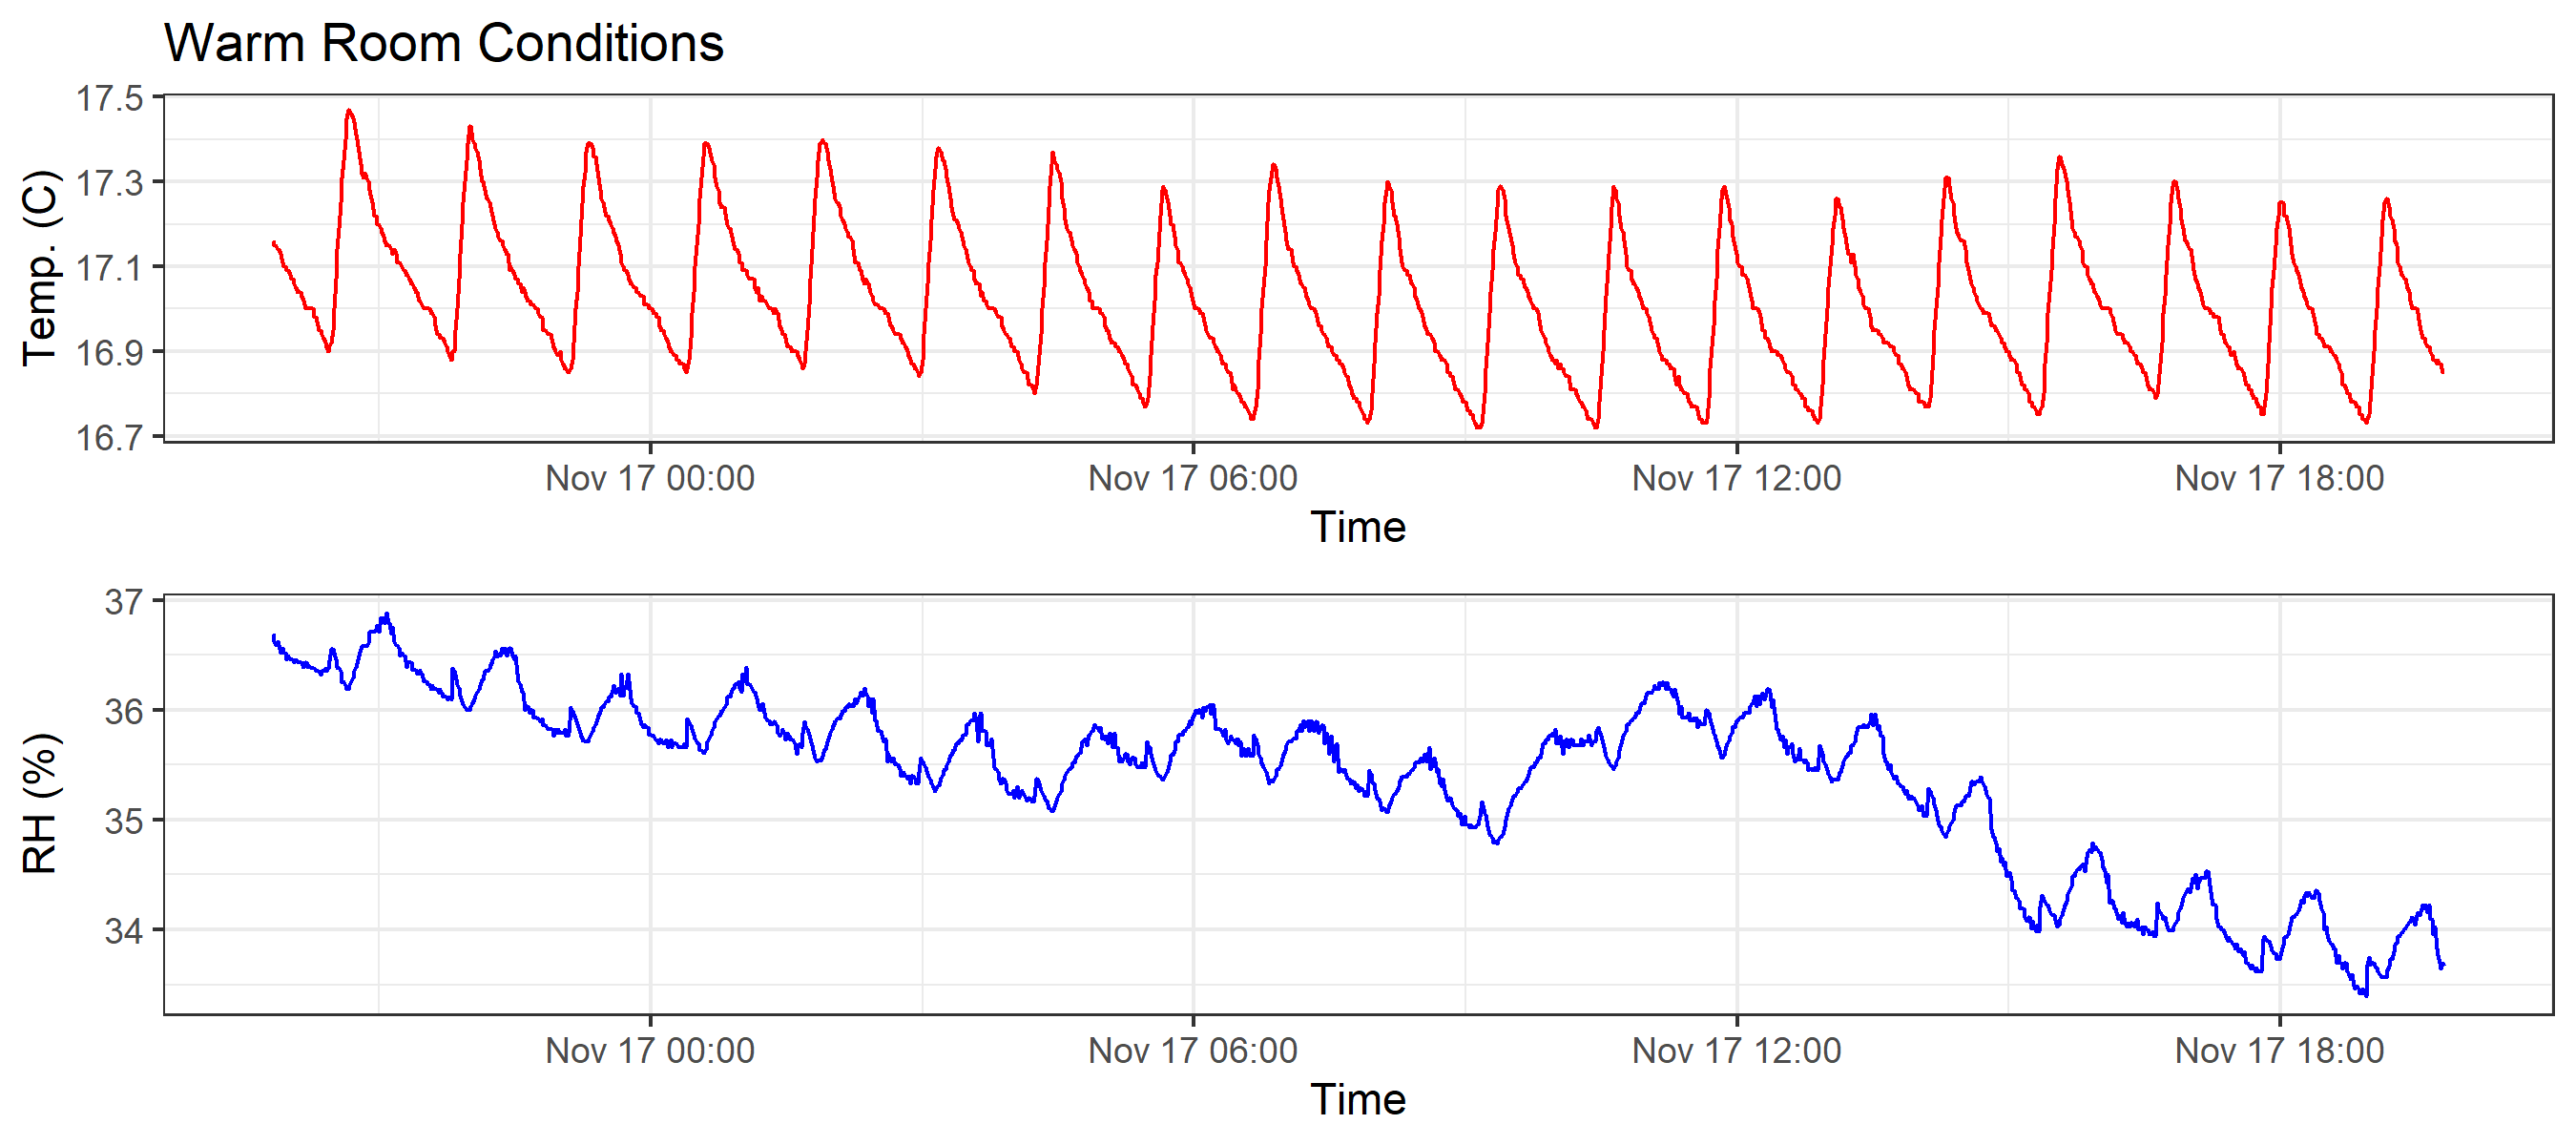 Warm Room Conditions
Temp. (C)
17.5
17.3
17.1
16.9
16.7
Nov 17 00:00 Nov 17 06:00 Nov 17 12:00 Nov 17 18:00
Time
RH (%)
37
36
35
34
Nov 17 00:00 Nov 17 06:00 Nov 17 12:00 Nov 17 18:00
Time